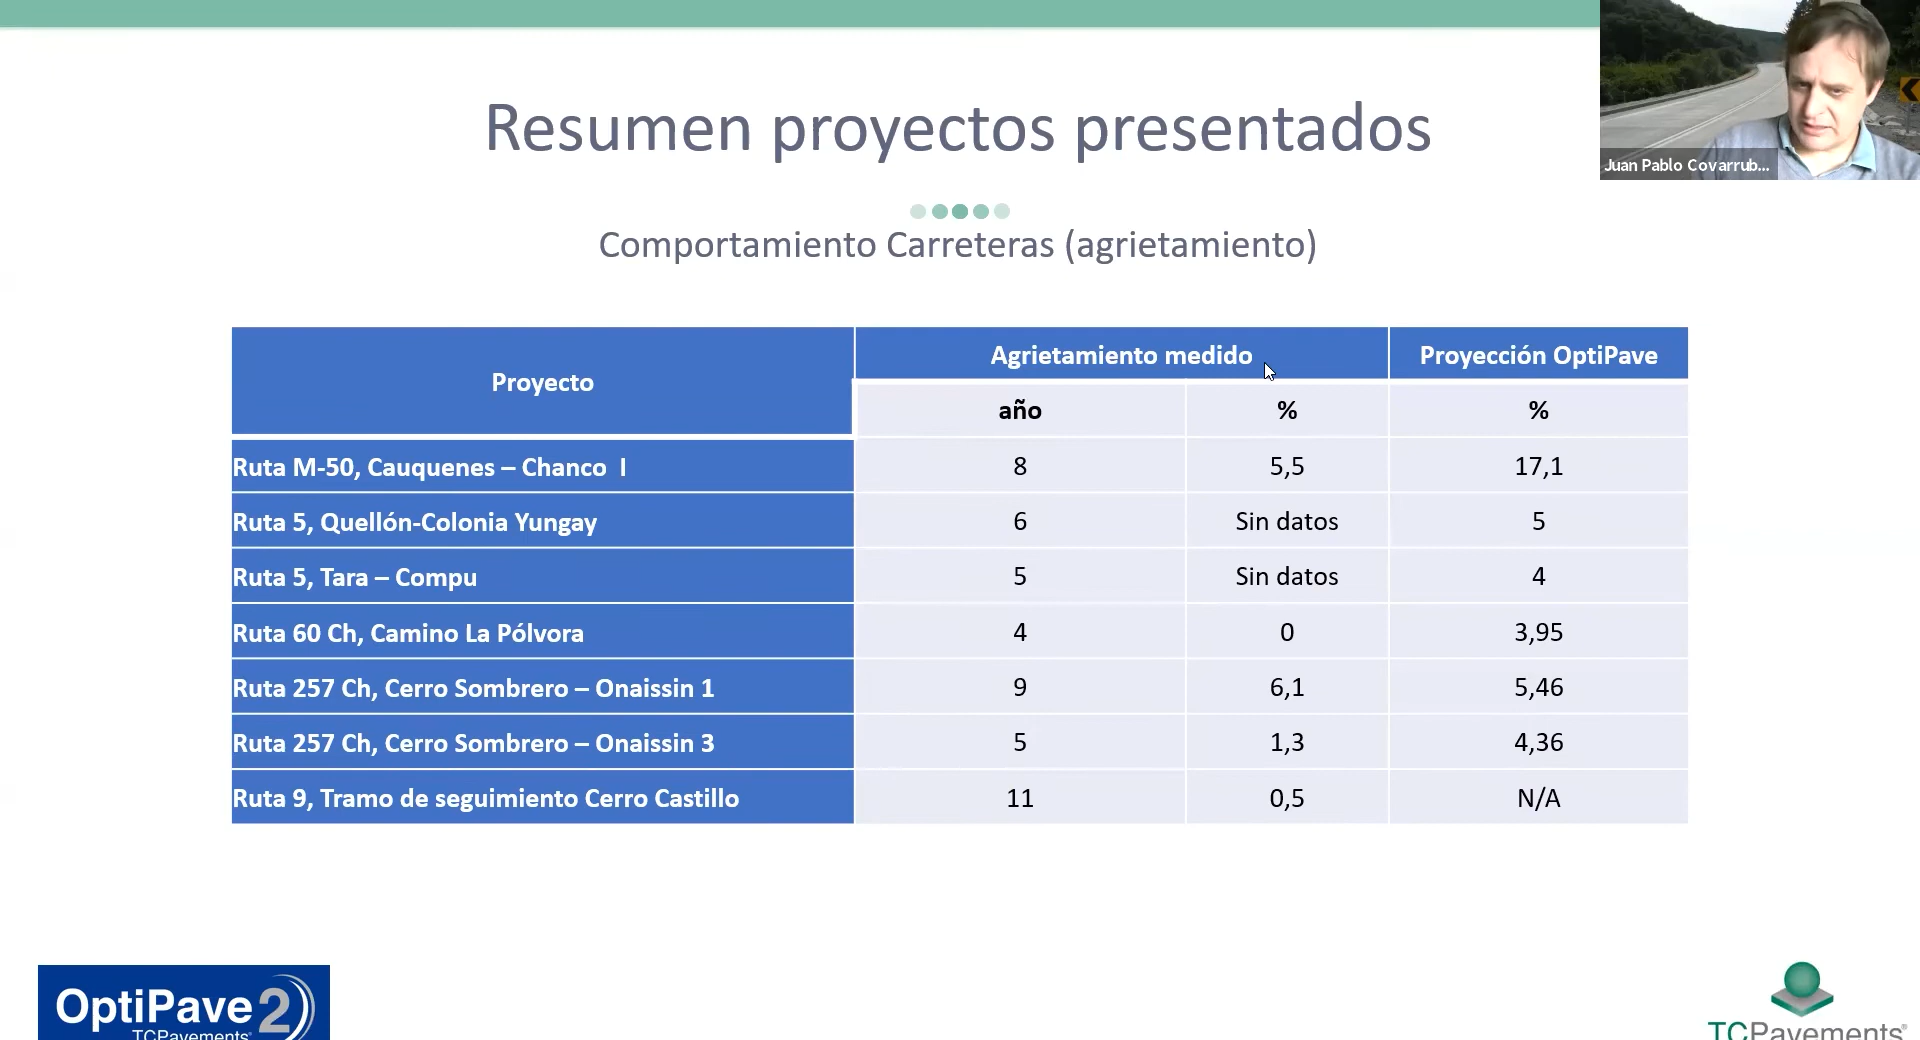 Resumen proyectos presentados
Juan Pablo Covarrub...
Comportamiento Carreteras (agrietamiento)
Proyecto Agrietamiento medido Proyección OptiPave
año % %
Ruta M-50, Cauquenes – Chanco I 8 5,5 17,1
Ruta 5, Quellón-Colonia Yungay 6 Sin datos 5
Ruta 5, Tara – Compu 5 Sin datos 4
Ruta 60 Ch, Camino La Pólvora 4 0 3,95
Ruta 257 Ch, Cerro Sombrero – Onaissin 1 9 6,1 5,46
Ruta 257 Ch, Cerro Sombrero – Onaissin 3 5 1,3 4,36
Ruta 9, Tramo de seguimiento Cerro Castillo 11 0,5 N/A
OptiPave 2
TCPavements®
TCPavements®